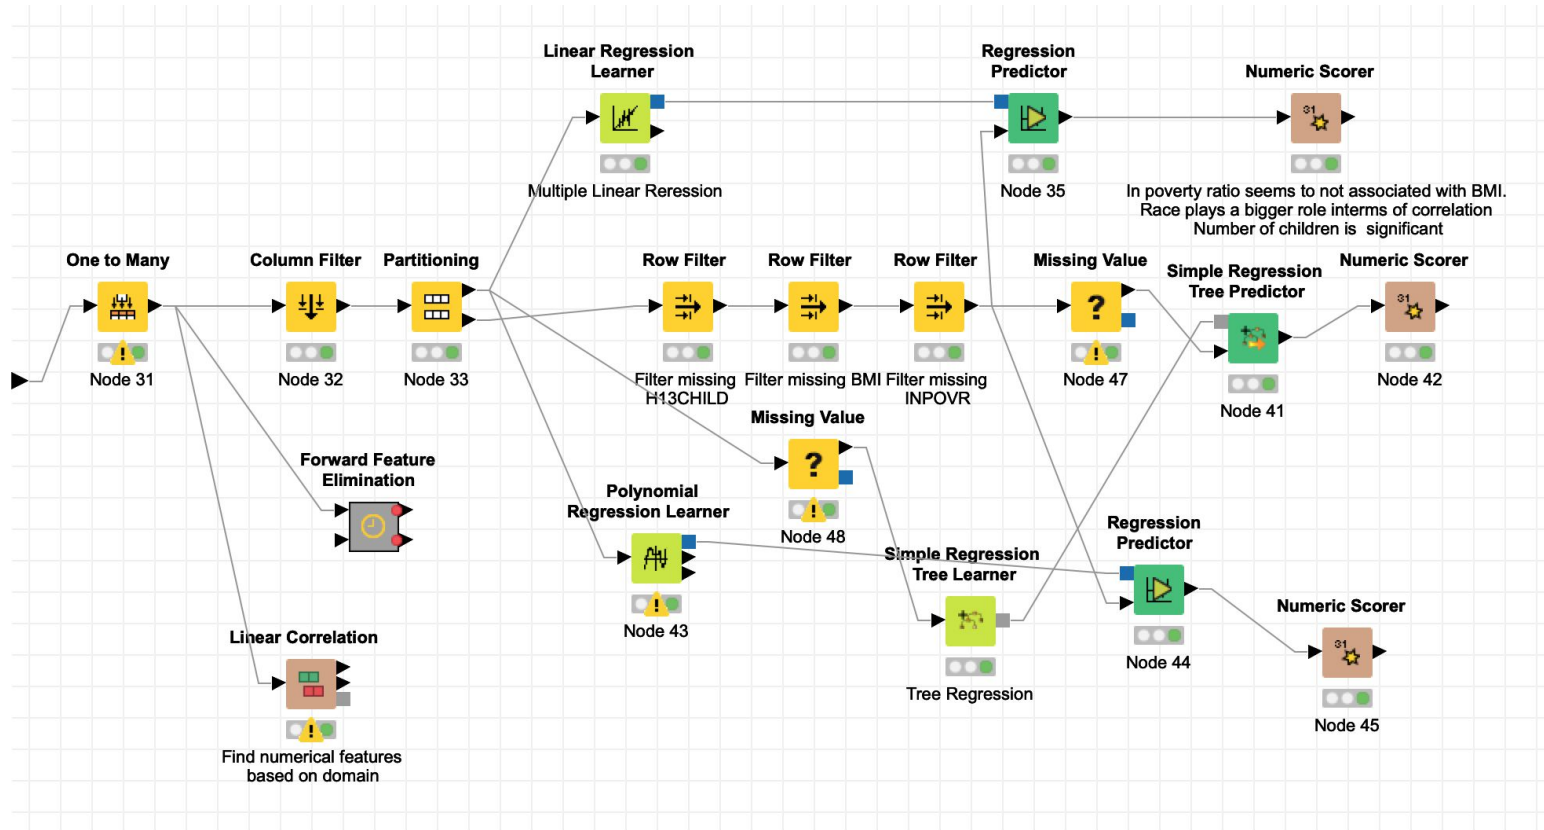 Linear Regression
Learner
Multiple Linear Reression
Regression
Predictor
Node 35
Numeric Scorer
31
In poverty ratio seems to not associated with BMI.
Race plays a bigger role interms of correlation
Number of children is significant
One to Many
Node 31
Column Filter
Node 32
Partitioning
Node 33
Row Filter
Filter missing
H13CHILD
Row Filter
Filter missing BMI
Row Filter
Filter missing
INPOVR
Missing Value
?
Node 47
Simple Regression
Tree Predictor
Node 41
Numeric Scorer
31
Node 42
Missing Value
?
Node 48
Forward Feature
Elimination
Polynomial
Regression Learner
Node 43
Simple Regression
Tree Learner
Tree Regression
Regression
Predictor
Node 44
Numeric Scorer
31
Node 45
Linear Correlation
Find numerical features
based on domain